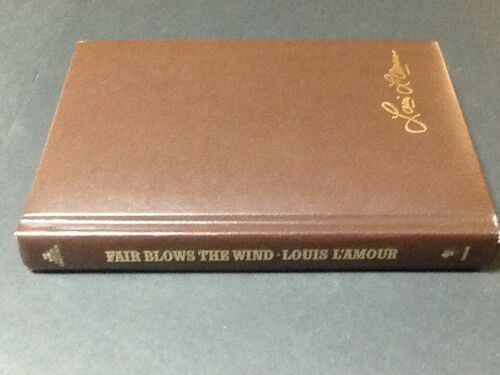 Louis L'Amour
FAIR BLOWS THE WIND · LOUIS L'AMOUR